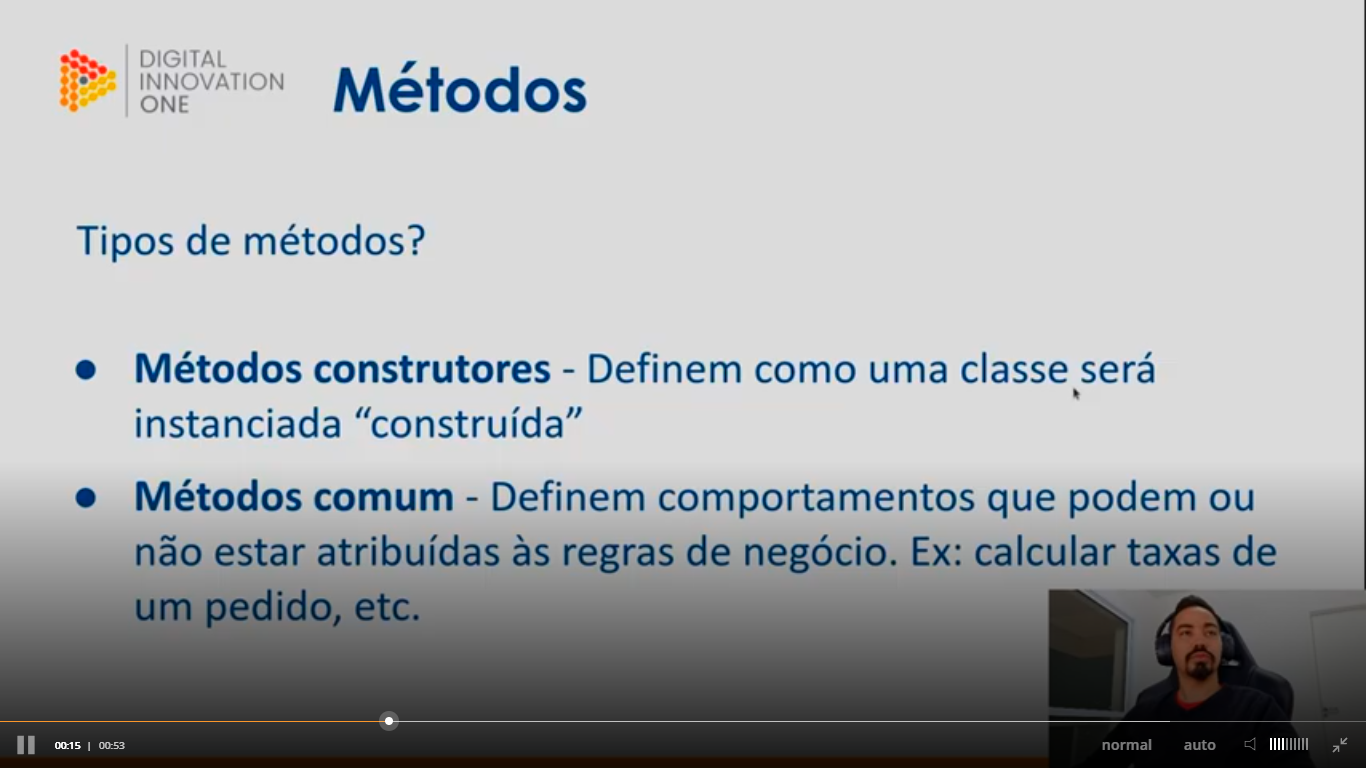 DIGITAL
INNOVATION
ONE
Métodos
Tipos de métodos?
● Métodos construtores - Definem como uma classe será
instanciada “construída”
● Métodos comum - Definem comportamentos que podem ou
não estar atribuídas às regras de negócio. Ex: calcular taxas de
um pedido, etc.
00:15 | 00:53
normal auto